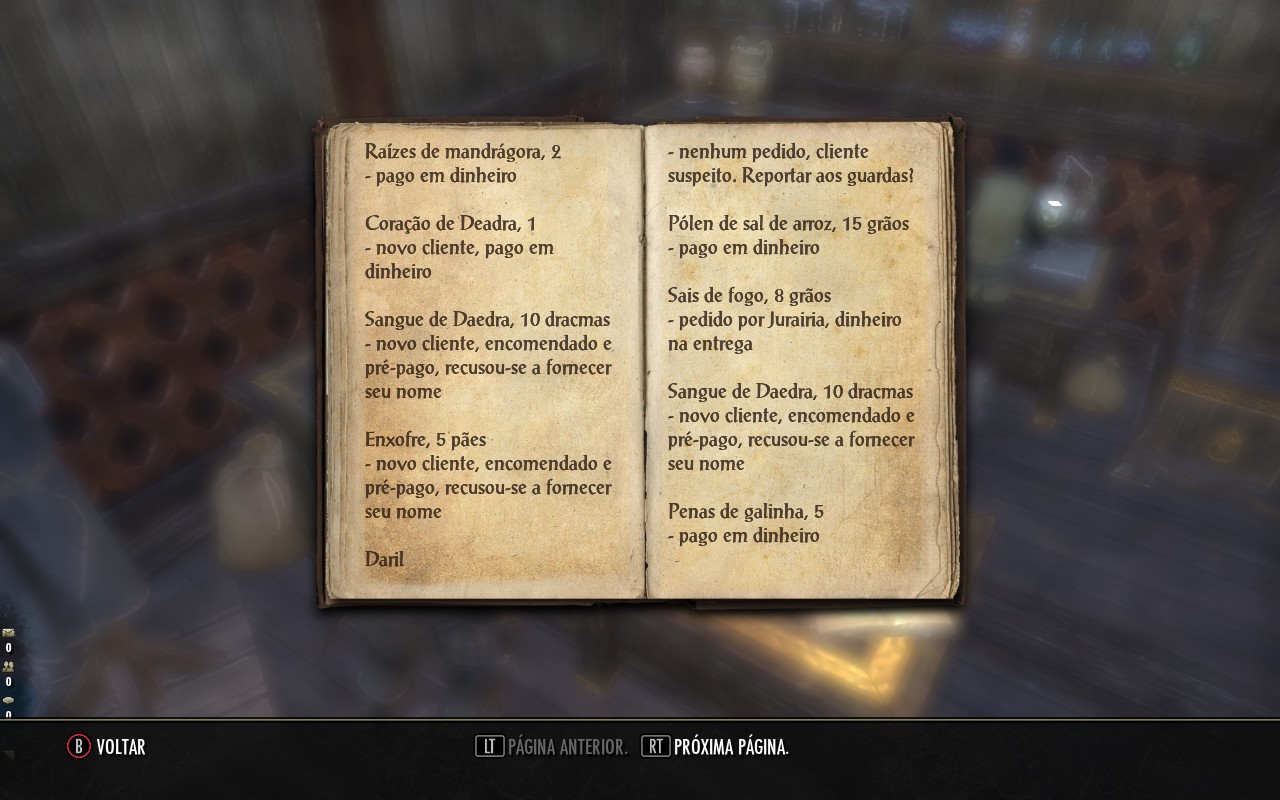 Raízes de mandrágora, 2
- pago em dinheiro
Coração de Deadra, 1
- novo cliente, pago em
dinheiro
Sangue de Daedra, 10 dracmas
- novo cliente, encomendado e
pré-pago, recusou-se a fornecer
seu nome
Enxofre, 5 pães
- novo cliente, encomendado e
pré-pago, recusou-se a fornecer
seu nome
Daril
- nenhum pedido, cliente
suspeito. Reportar aos guardas?
Pólen de sal de arroz, 15 grãos
- pago em dinheiro
Sais de fogo, 8 grãos
- pedido por Jurairia, dinheiro
na entrega
Sangue de Daedra, 10 dracmas
- novo cliente, encomendado e
pré-pago, recusou-se a fornecer
seu nome
Penas de galinha, 5
- pago em dinheiro
0
0
0
B VOLTAR
LT PÁGINA ANTERIOR. RT PRÓXIMA PÁGINA.